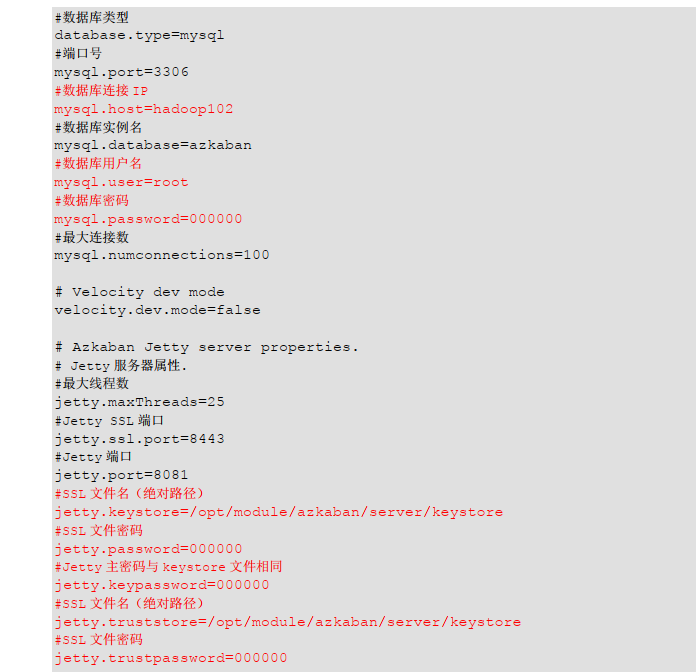 #数据库类型
database.type=mysql
#端口号
mysql.port=3306
#数据库连接 IP
mysql.host=hadoop102
#数据库实例名
mysql.database=azkaban
#数据库用户名
mysql.user=root
#数据库密码
mysql.password=000000
#最大连接数
mysql.numconnections=100
# Velocity dev mode
velocity.dev.mode=false
# Azkaban Jetty server properties.
# Jetty 服务器属性.
#最大线程数
jetty.maxThreads=25
#Jetty SSL 端口
jetty.ssl.port=8443
#Jetty 端口
jetty.port=8081
#SSL 文件名（绝对路径）
jetty.keystore=/opt/module/azkaban/server/keystore
#SSL 文件密码
jetty.password=000000
#Jetty 主密码与 keystore 文件相同
jetty.keypassword=000000
#SSL 文件名（绝对路径）
jetty.truststore=/opt/module/azkaban/server/keystore
#SSL 文件密码
jetty.trustpassword=000000